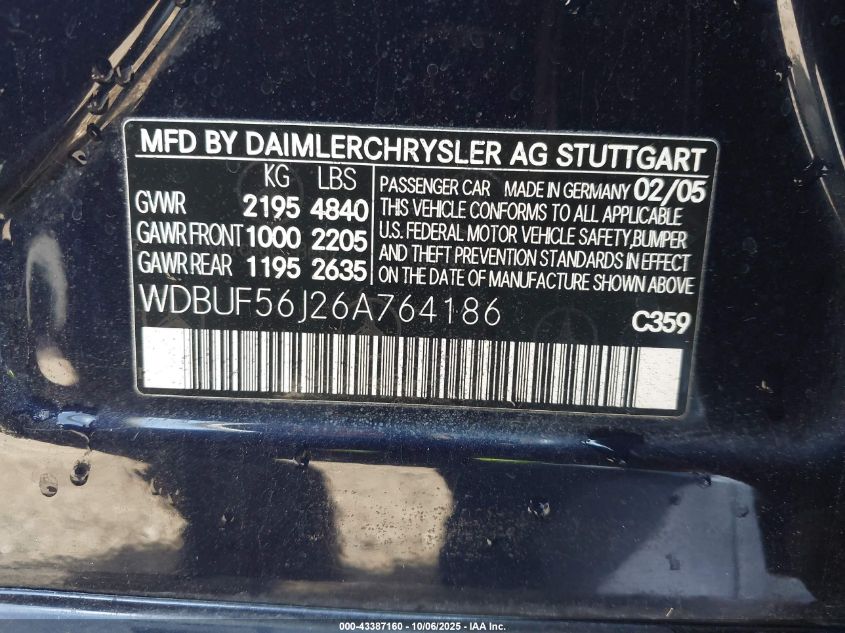 MFD BY DAIMLERCHRYSLER AG STUTTGART
KG LBS
GVWR 2195 4840
GAWR FRONT 1000 2205
GAWR REAR 1195 2635
PASSENGER CAR MADE IN GERMANY 02/05
THIS VEHICLE CONFORMS TO ALL APPLICABLE
U.S. FEDERAL MOTOR VEHICLE SAFETY,BUMPER
AND THEFT PREVENTION STANDARDS IN EFFECT
ON THE DATE OF MANUFACTURE SHOWN ABOVE
WDBUF56J26A764186
C359
000-43387160 - 10/06/2025 - IAA Inc.